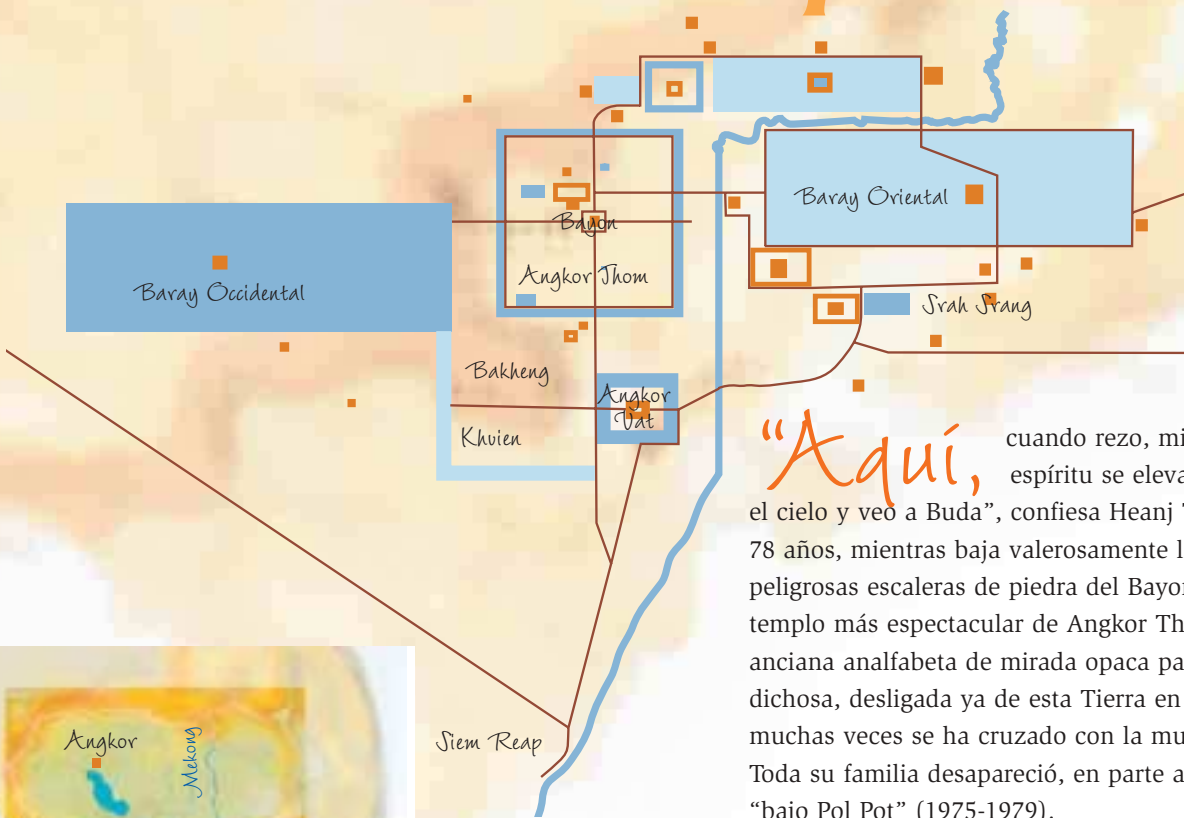 Baray Oriental
Bayon
Angkor Thom
Baray Occidental
Srah Srang
Bakheng
Angkor
Vat
Khvien
Siem Reap
Angkor
Mekong
“Aquí, cuando rezo, mi
espíritu se eleva
el cielo y veo a Buda”, confiesa Heanj
78 años, mientras baja valerosamente
peligrosas escaleras de piedra del Bayon
templo más espectacular de Angkor
anciana analfabeta de mirada opaca
dichosa, desligada ya de esta Tierra en
muchas veces se ha cruzado con la
Toda su familia desapareció, en parte
“bajo Pol Pot” (1975-1979).